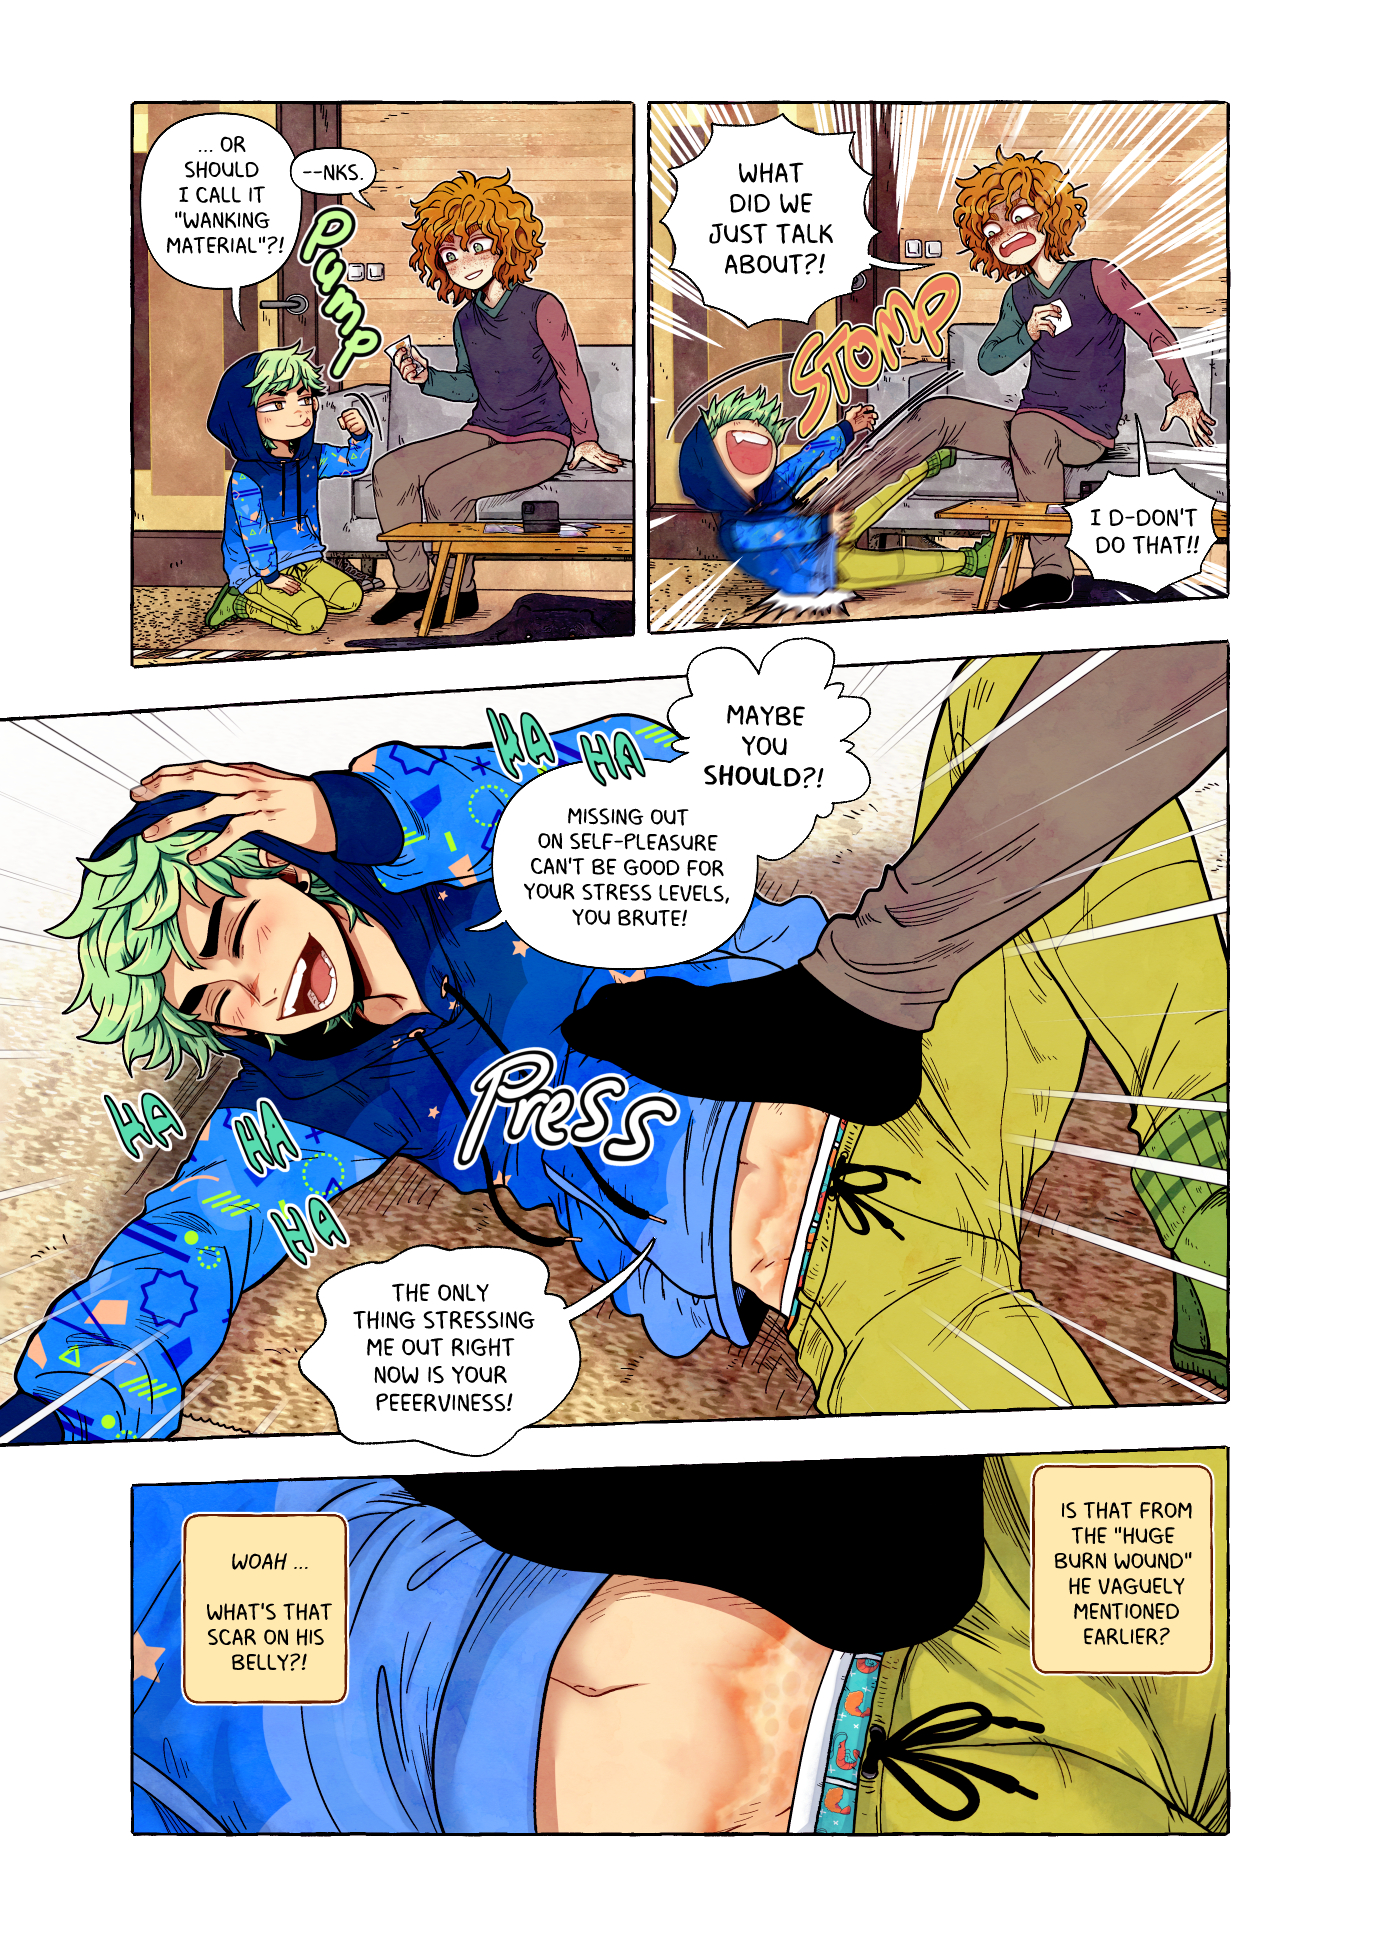 ... OR
SHOULD
I CALL IT
"WANKING
MATERIAL"?!
--NKS.
PUMP
WHAT
DID WE
JUST TALK
ABOUT?!
STOMP
I D-DON'T
DO THAT!!
MAYBE
YOU
SHOULD?!
HA
HA
MISSING OUT
ON SELF-PLEASURE
CAN'T BE GOOD FOR
YOUR STRESS LEVELS,
YOU BRUTE!
PRESS
HA
HA
HA
THE ONLY
THING STRESSING
ME OUT RIGHT
NOW IS YOUR
PEEERVINESS!
WOAH ...
WHAT'S THAT
SCAR ON HIS
BELLY?!
IS THAT FROM
THE "HUGE
BURN WOUND"
HE VAGUELY
MENTIONED
EARLIER?